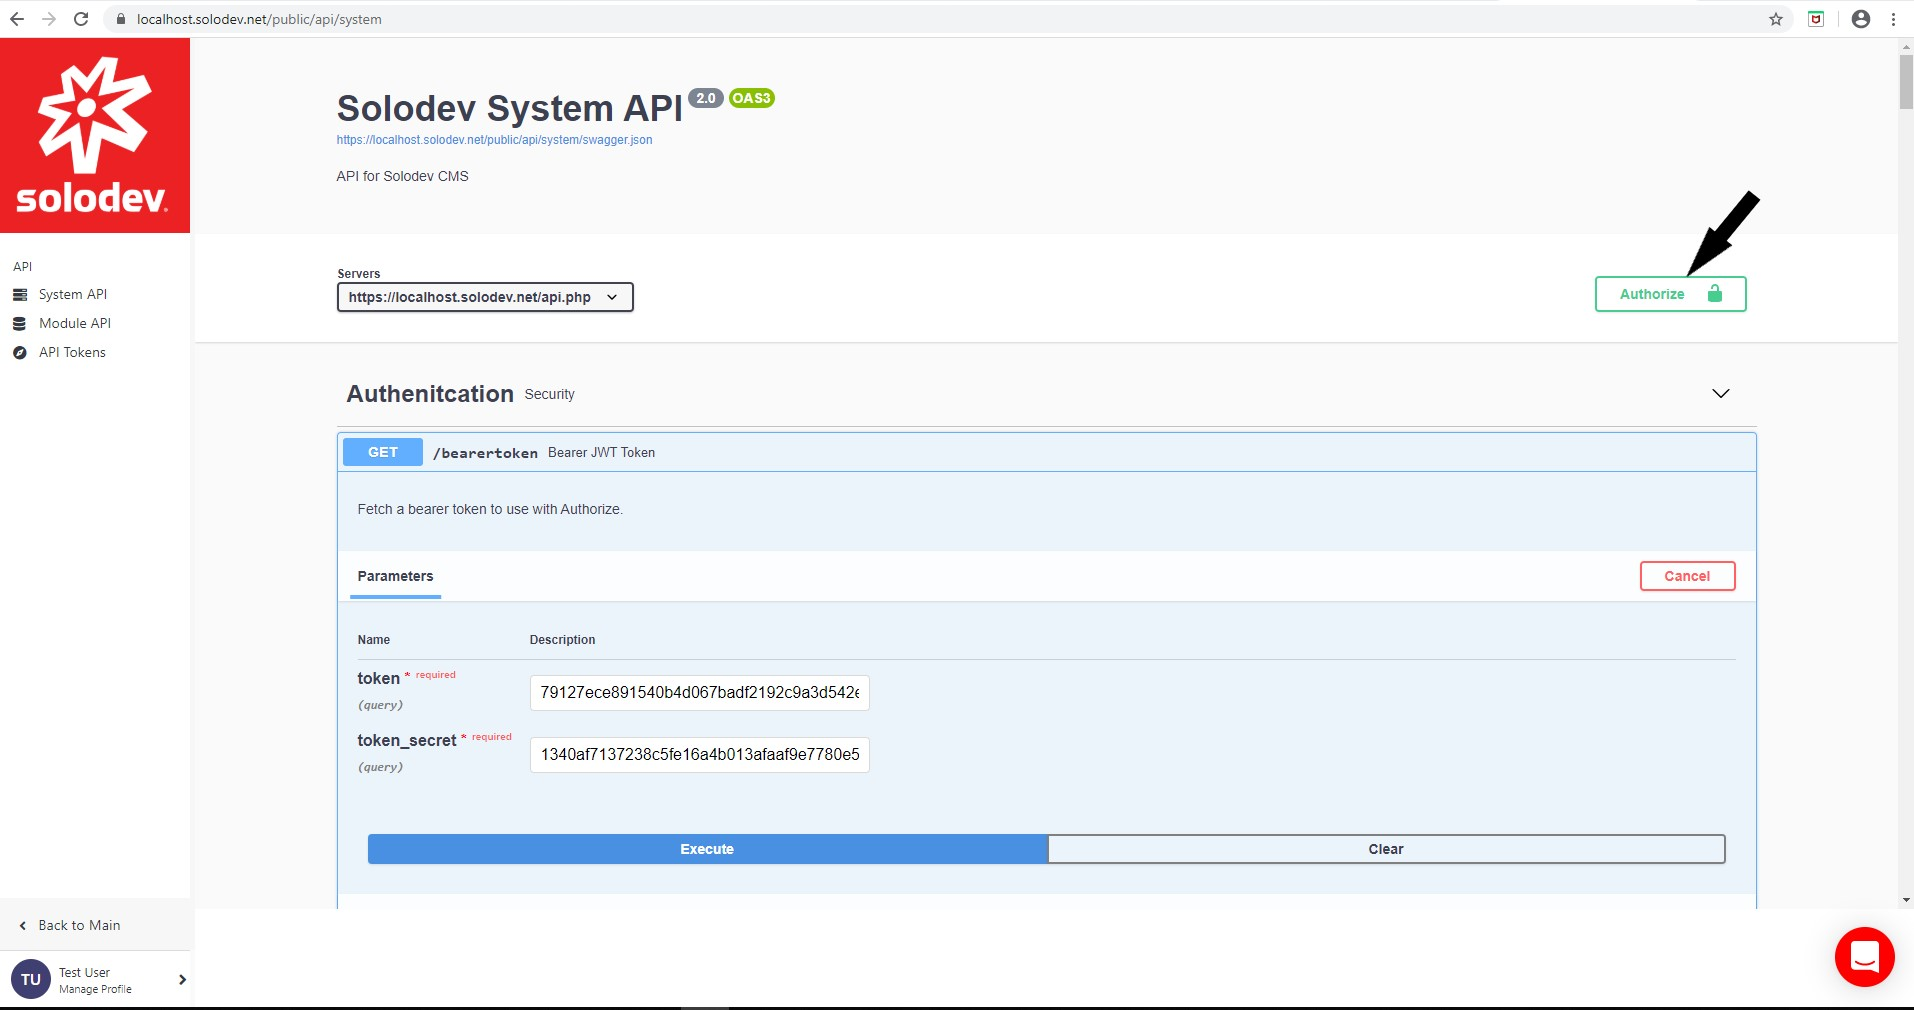 localhost.solodev.net/public/api/system
solodev
API
System API
Module API
API Tokens
Back to Main
TU
Test User
Manage Profile
Solodev System API 2.0 OAS3
https://localhost.solodev.net/public/api/system/swagger.json
API for Solodev CMS
Servers
https://localhost.solodev.net/api.php
Authorize
Authenitcation Security
GET /bearertoken Bearer JWT Token
Fetch a bearer token to use with Authorize.
Parameters
Cancel
Name Description
token * required
(query)
79127ece891540b4d067badf2192c9a3d542e
token_secret * required
(query)
1340af7137238c5fe16a4b013afaaf9e7780e5
Execute Clear